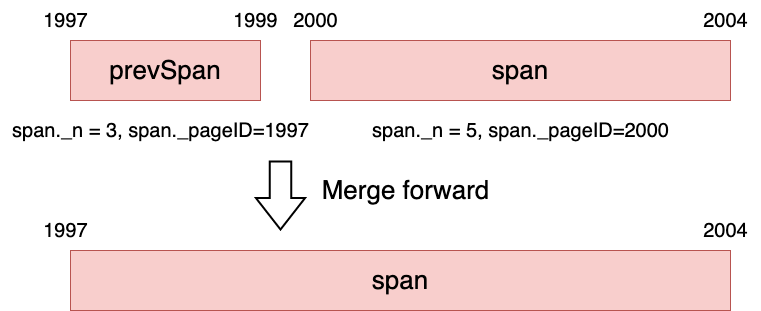 1997 1999 2000 2004
prevSpan span
span._n = 3, span._pageID=1997 span._n = 5, span._pageID=2000
Merge forward
1997 2004
span